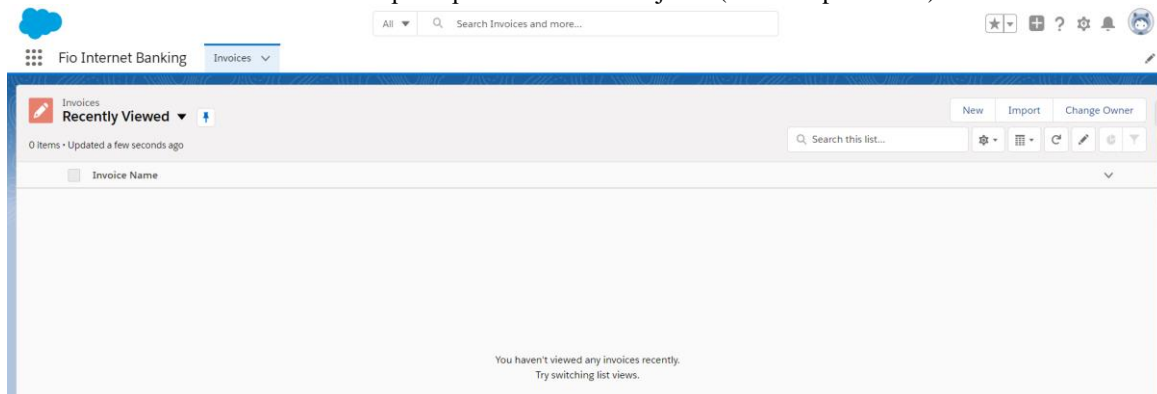 All Search Invoices and more...
Fio Internet Banking Invoices
Invoices
Recently Viewed
New Import Change Owner
0 items • Updated a few seconds ago
Search this list...
Invoice Name
You haven't viewed any invoices recently.
Try switching list views.